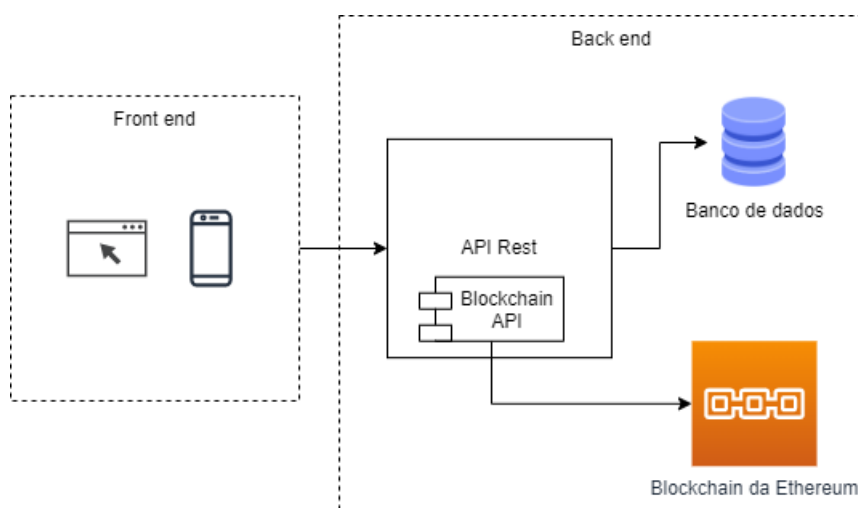 Back end
Front end
Banco de dados
API Rest
Blockchain
API
Blockchain da Ethereum